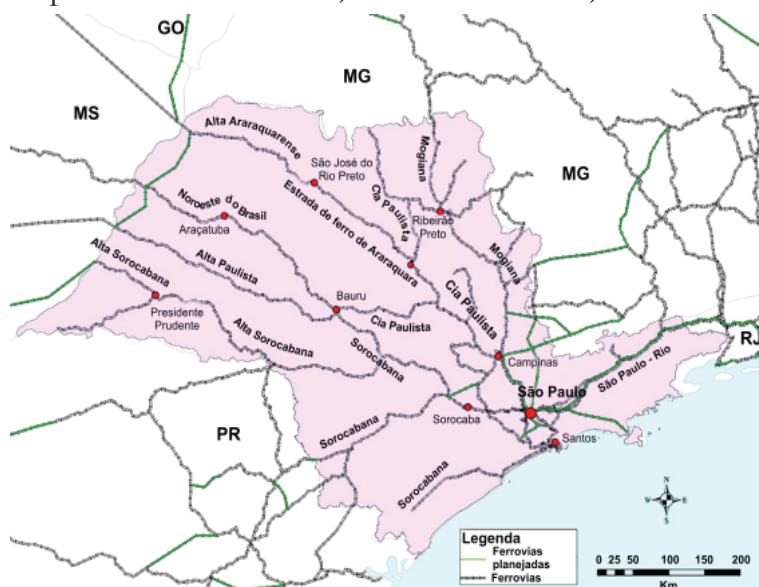 GO
MG
MS
Alta Araraquarense
São José do
Rio Preto
Mogiana
Cia Paulista
MG
Noroeste do Brasil
Araçatuba
Estrada de ferro de Araraquara
Ribeirão
Preto
Mogiana
Alta Sorocabana
Alta Paulista
Presidente
Prudente
Bauru
Cia Paulista
Cia Paulista
Alta Sorocabana
Sorocabana
Campinas
São Paulo - Rio
RJ
São Paulo
PR
Sorocabana
Sorocaba
Santos
Sorocabana
N
W
E
S
Legenda
Ferrovias
planejadas
Ferrovias
0 25 50 100 150 200
Km